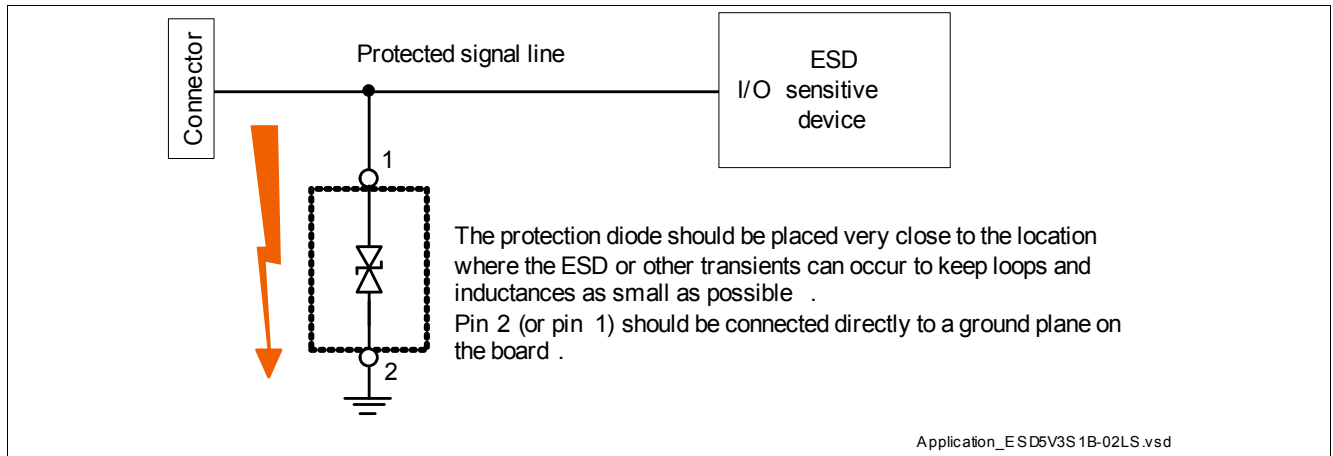 Connector
Protected signal line
ESD
I/O sensitive
device
1
The protection diode should be placed very close to the location
where the ESD or other transients can occur to keep loops and
inductances as small as possible .
Pin 2 (or pin 1) should be connected directly to a ground plane on
the board .
2
Application_ESD5V3S1B-02LS.vsd